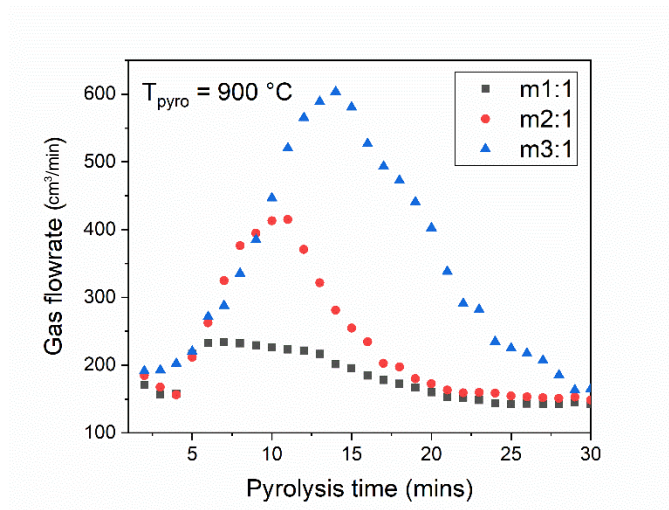 T_pyro = 900 °C
m1:1
m2:1
m3:1
600
500
400
300
200
100
Gas flowrate (cm³/min)
5
10
15
20
25
30
Pyrolysis time (mins)